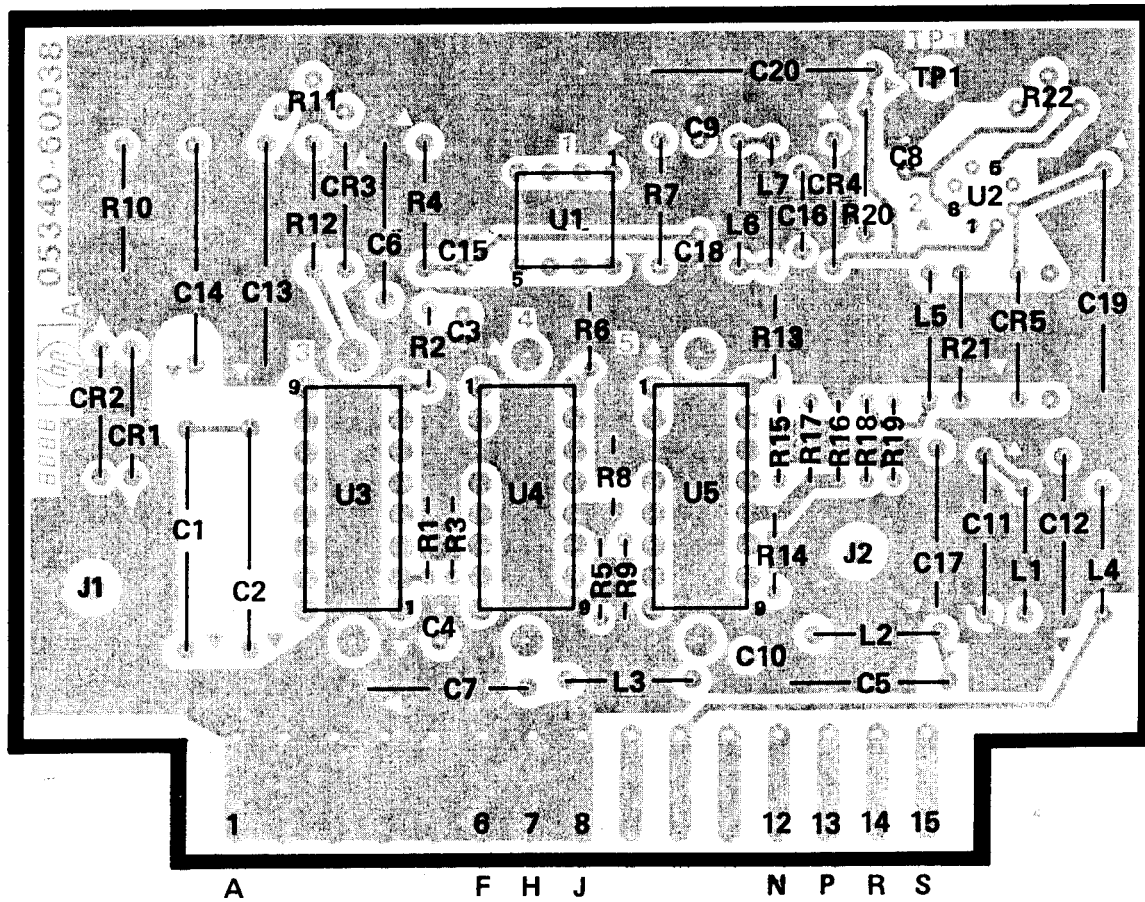 TP1
C20
TP1
R11
R22
05340-60038
C9
C8
1
1
6
CR3
L7
CR4
U2
R10
R4
R7
R12
U1
L6
C16
R20
2
8
1
C6
C15
C18
5
C14
C13
C19
A
C3
4
R6
L5
CR5
R2
R13
R21
3
5
CR2
9
1
1
CR1
R15
R17
R16
R18
R19
R8
U3
U4
U5
C1
R1
R3
C11
C12
R14
J2
C17
J1
C2
R5
R9
L1
L4
1
9
9
C4
L2
C10
C7
L3
C5
1
6
7
8
12
13
14
15
A
F
H
J
N
P
R
S